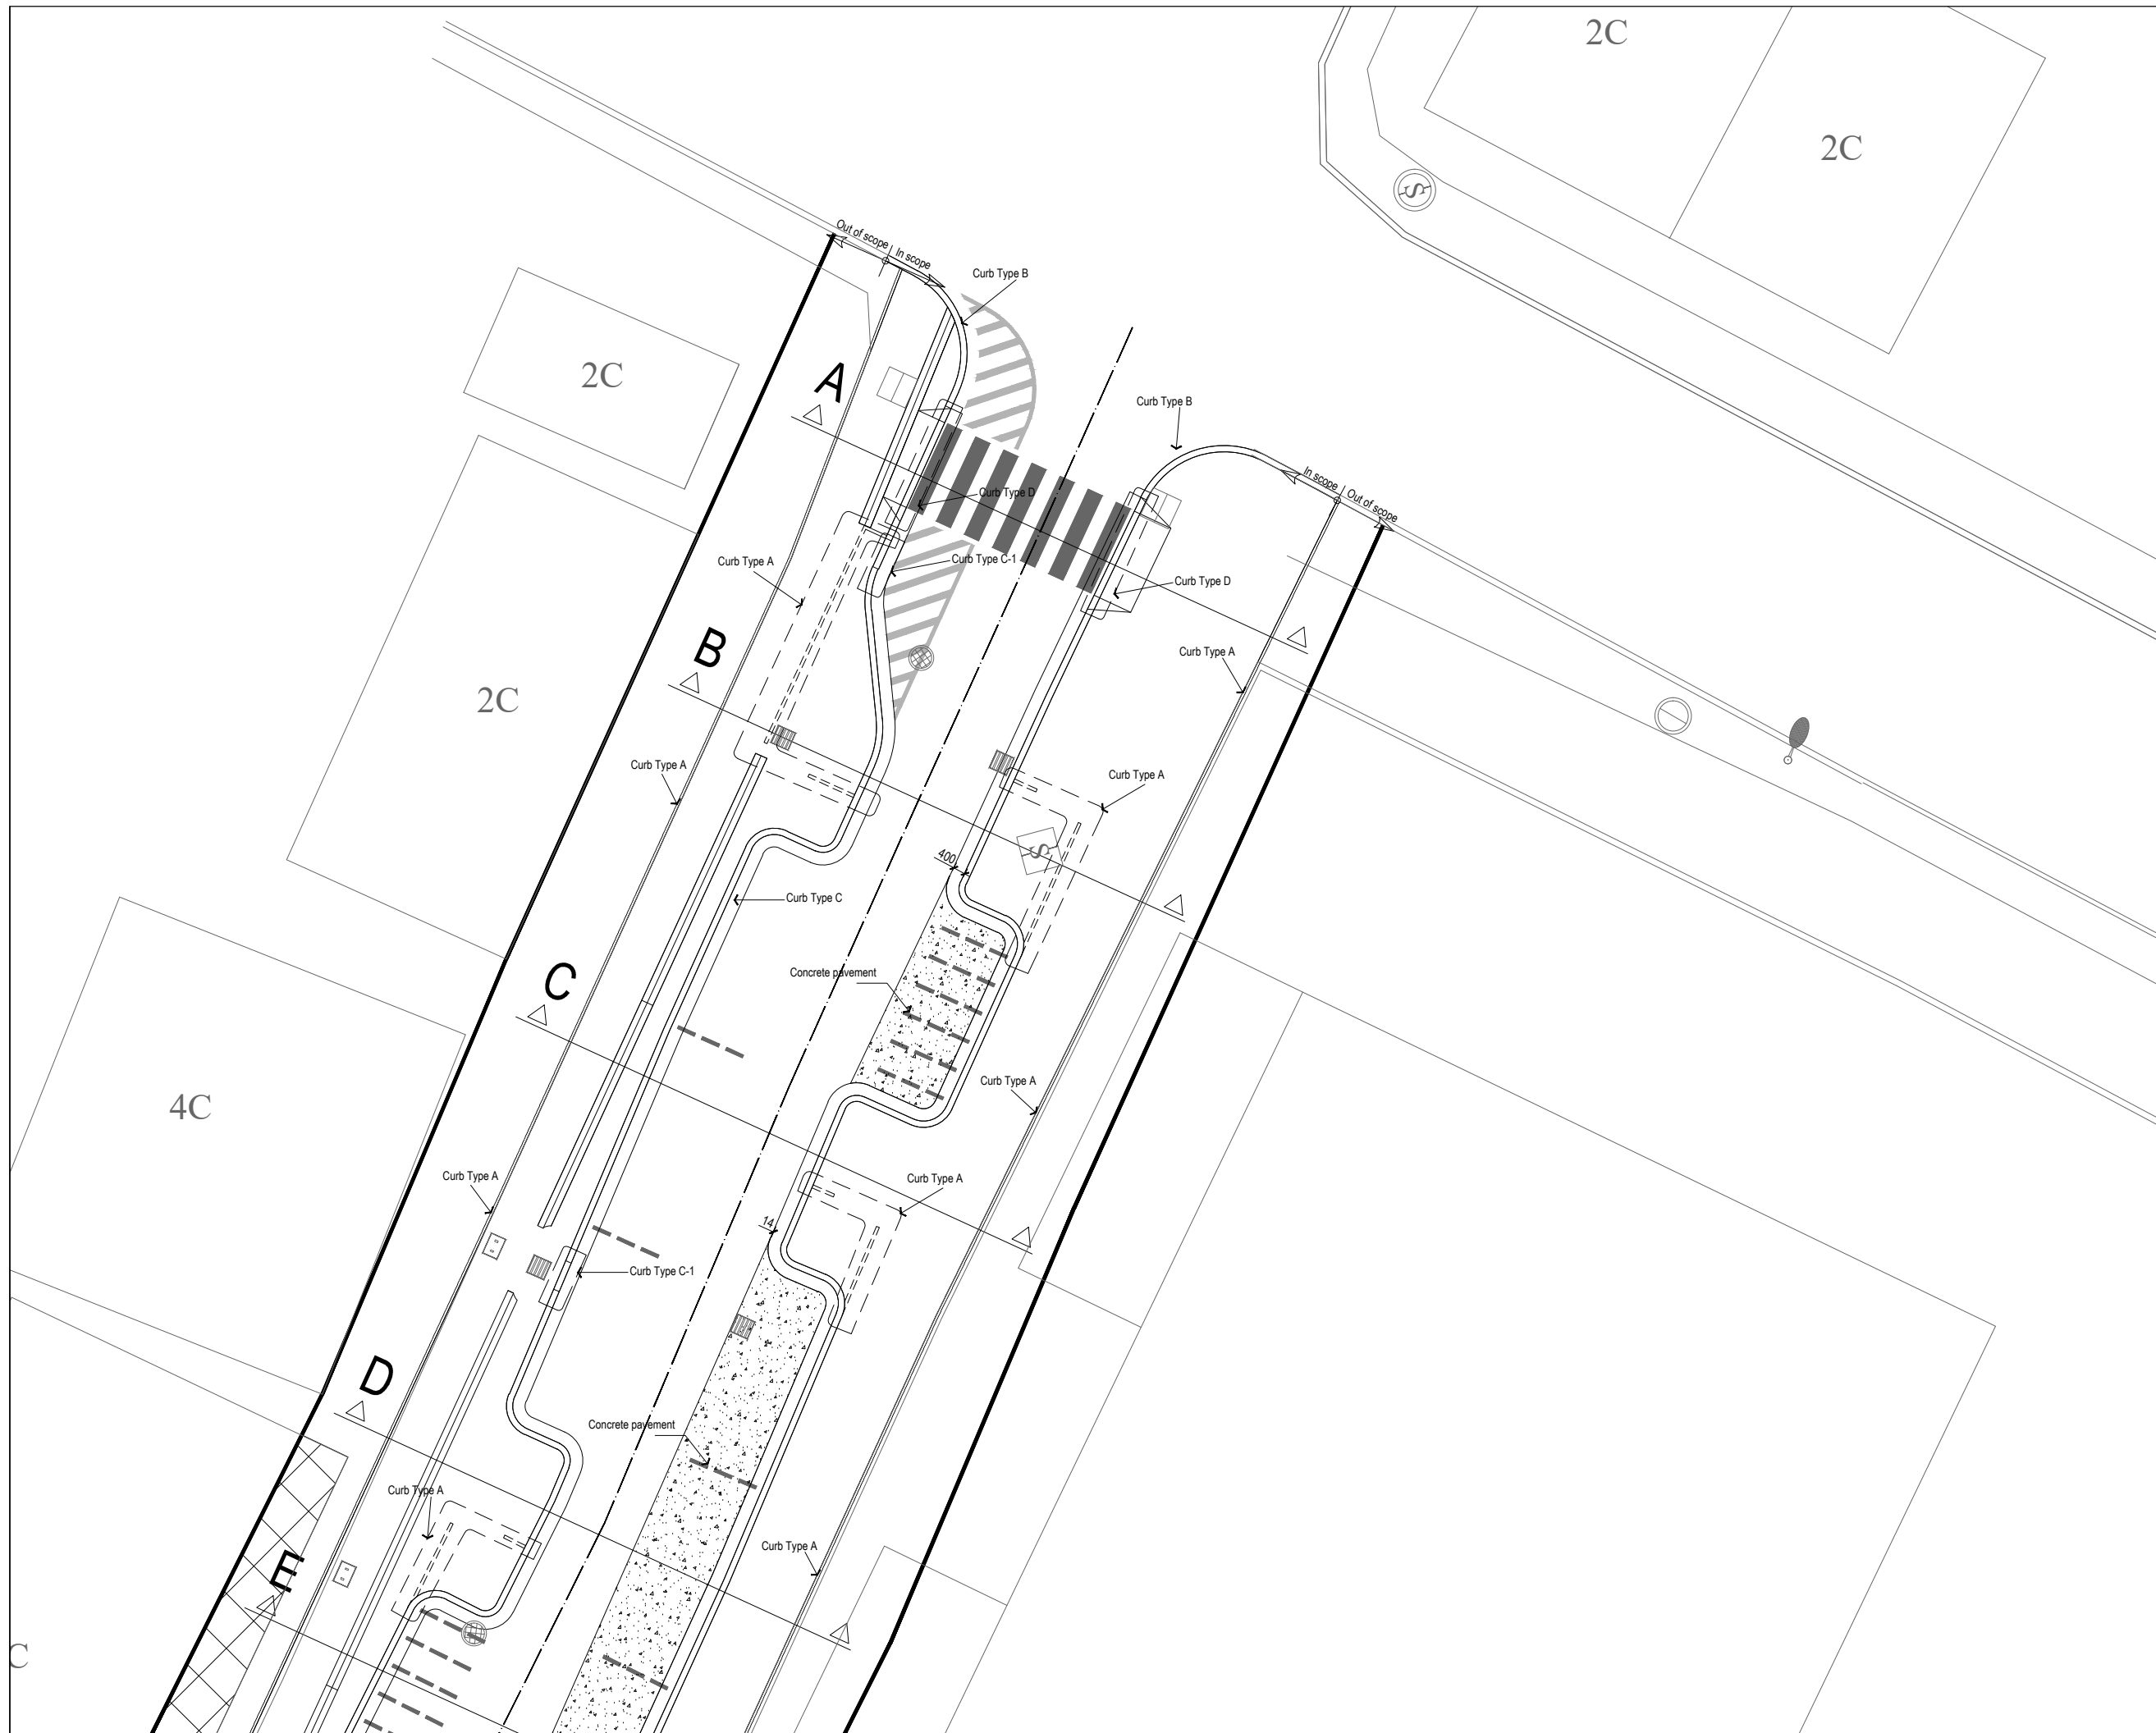 2C
2C
Out of scope
In scope
Curb Type B
2C
A
Curb Type B
In scope
Out of scope
Curb Type D
Curb Type A
Curb Type C-1
Curb Type D
B
2C
Curb Type A
Curb Type A
Curb Type A
S
S
400
Curb Type C
C
Concrete pavement
4C
Curb Type A
Curb Type A
Curb Type A
14
Curb Type C-1
D
Concrete pavement
Curb Type A
Curb Type A
E
C